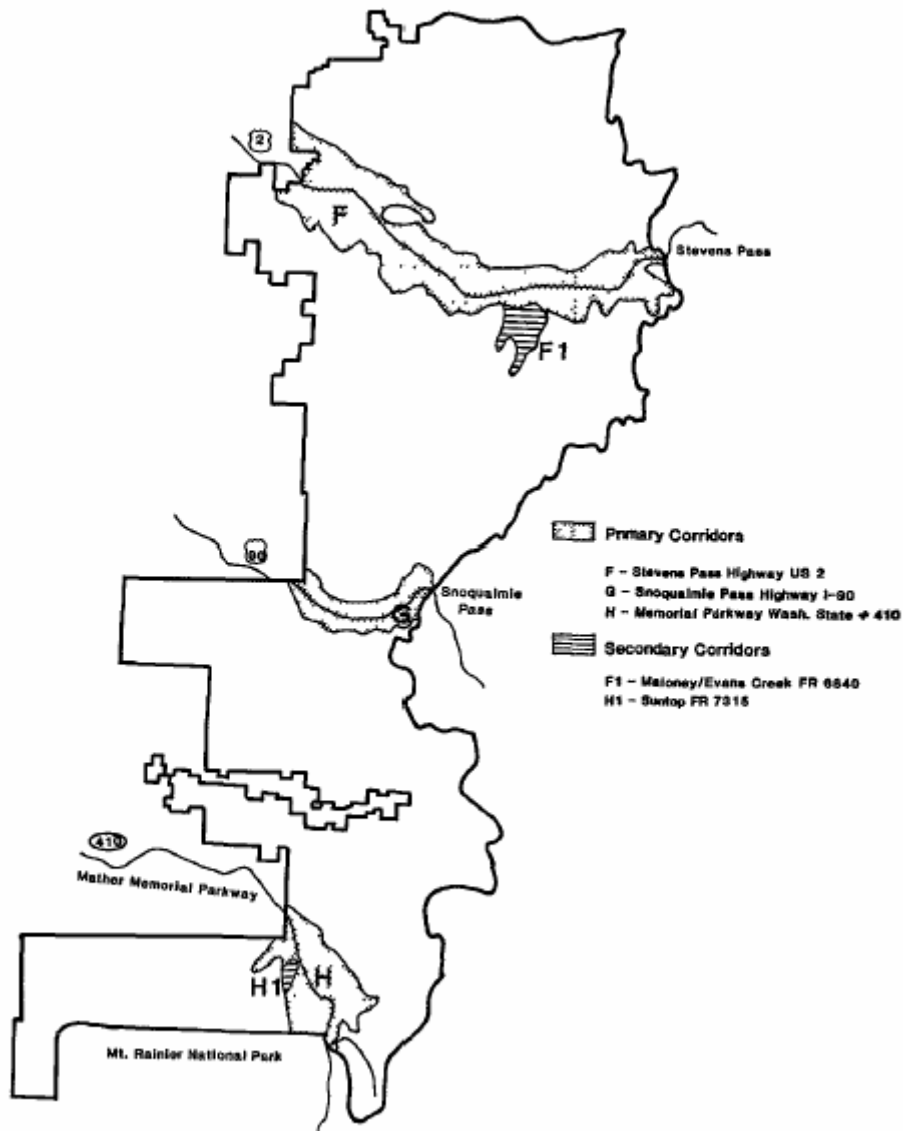 2
F
Stevens Pass
F1
90
Snoqualmie
Pass
G
Primary Corridors
F - Stevens Pass Highway US 2
G - Snoqualmie Pass Highway I-90
H - Memorial Parkway Wash. State # 410
Secondary Corridors
F1 - Maloney/Evans Creek FR 6840
H1 - Suntop FR 7315
410
Mather Memorial Parkway
H1
H
Mt. Rainier National Park